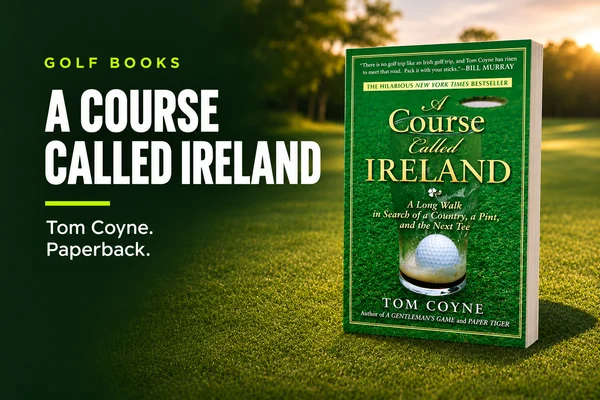 GOLF BOOKS
A COURSE
CALLED IRELAND
Tom Coyne.
Paperback.
"There is no golf trip like an Irish golf trip, and Tom Coyne has risen
to meet that road. Pack it with your sticks."—BILL MURRAY
THE HILARIOUS NEW YORK TIMES BESTSELLER
A
Course
Called
IRELAND
A Long Walk
in Search of a Country, a Pint,
and the Next Tee
TOM COYNE
Author of A GENTLEMAN'S GAME and PAPER TIGER